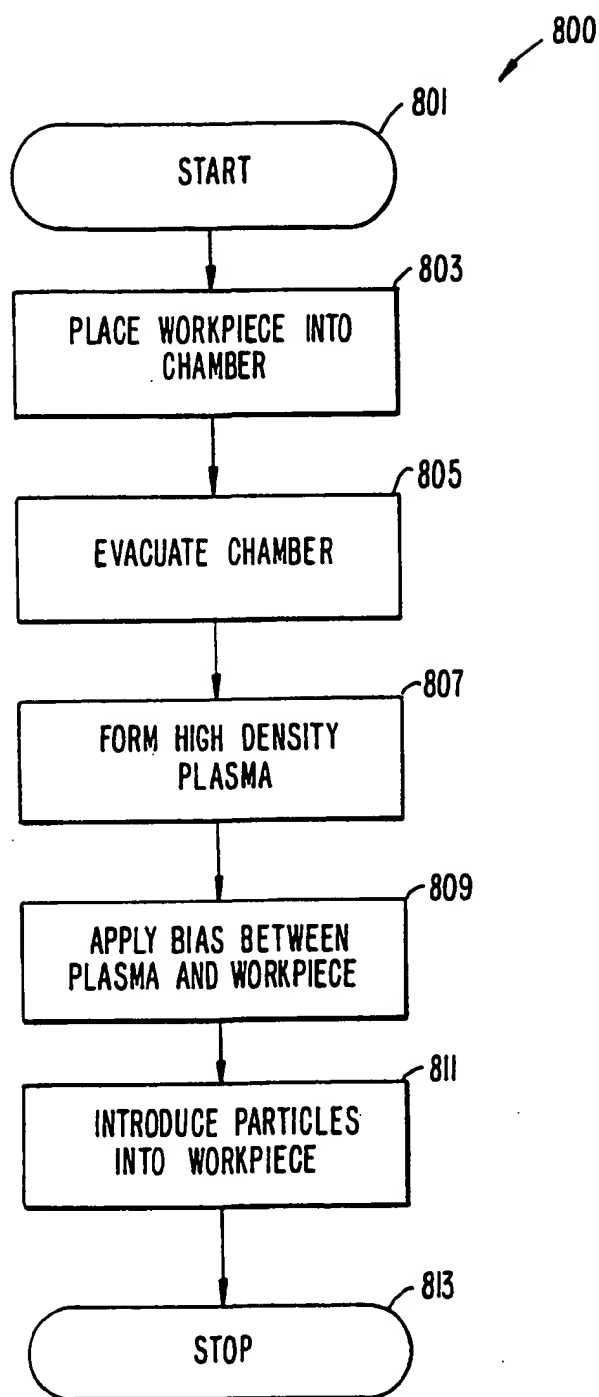 800
801
START
803
PLACE WORKPIECE INTO
CHAMBER
805
EVACUATE CHAMBER
807
FORM HIGH DENSITY
PLASMA
809
APPLY BIAS BETWEEN
PLASMA AND WORKPIECE
811
INTRODUCE PARTICLES
INTO WORKPIECE
813
STOP